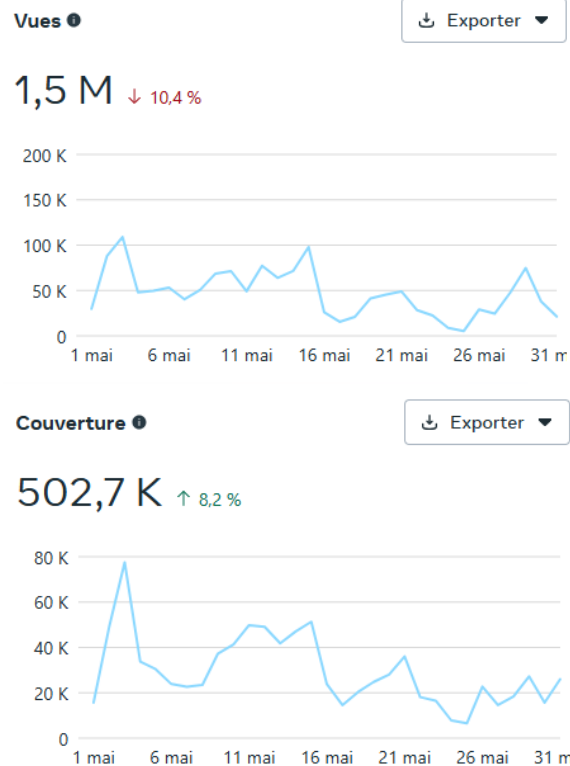 Vues
Exporter
1,5 M ↓ 10,4 %
200 K
150 K
100 K
50 K
0
1 mai 6 mai 11 mai 16 mai 21 mai 26 mai 31 m
Couverture
Exporter
502,7 K ↑ 8,2 %
80 K
60 K
40 K
20 K
0
1 mai 6 mai 11 mai 16 mai 21 mai 26 mai 31 m